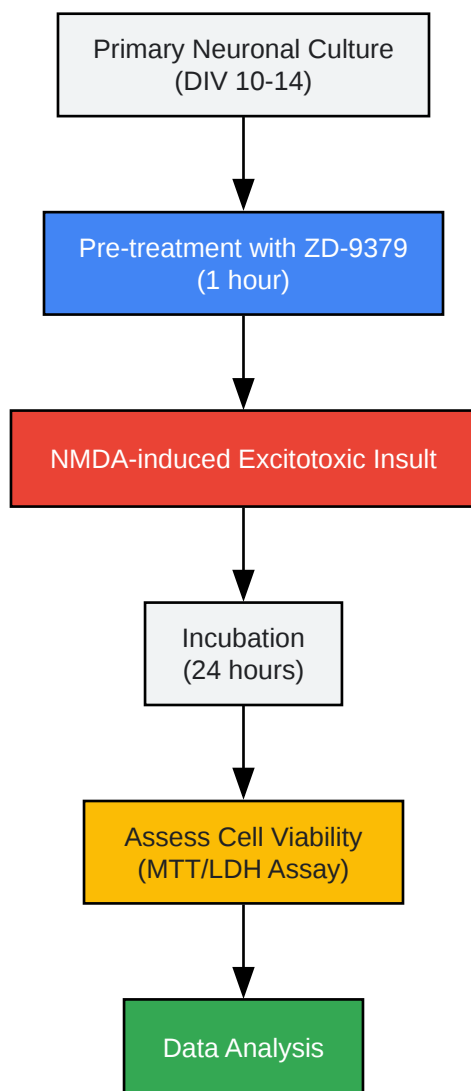 Primary Neuronal Culture
(DIV 10-14)
Pre-treatment with ZD-9379
(1 hour)
NMDA-induced Excitotoxic Insult
Incubation
(24 hours)
Assess Cell Viability
(MTT/LDH Assay)
Data Analysis